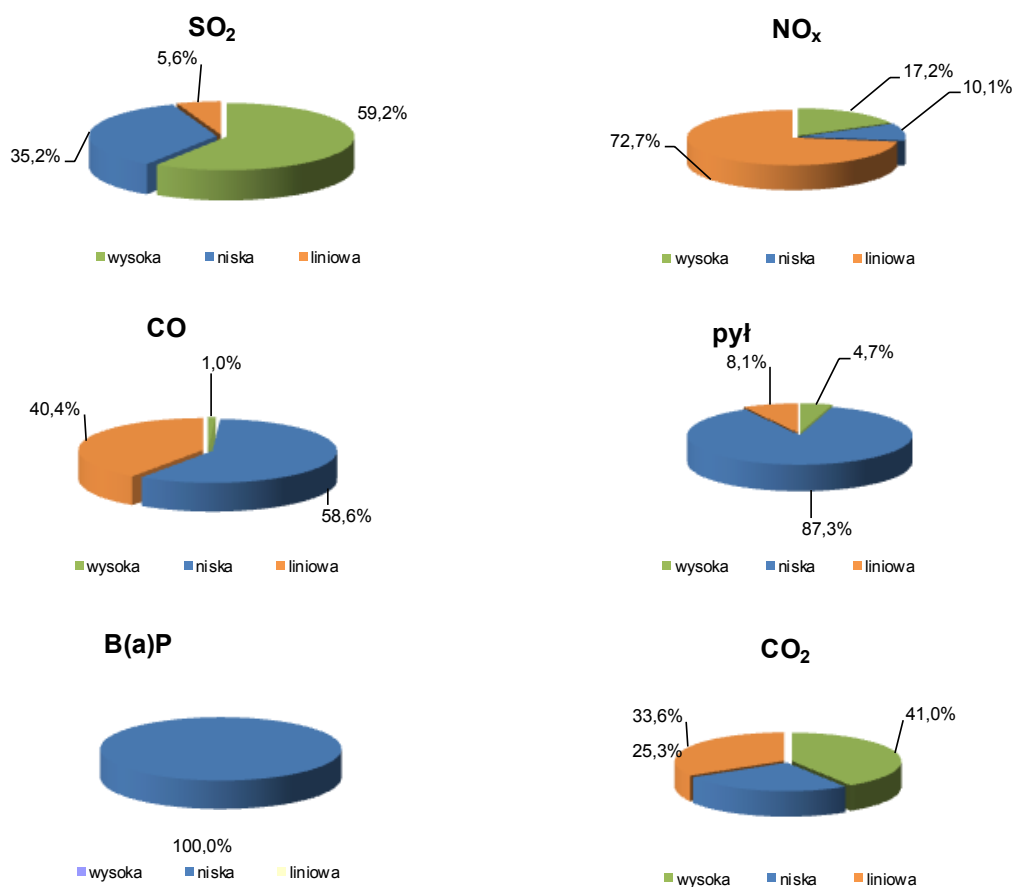 SO₂
5,6%
59,2%
35,2%
wysoka niska liniowa
NOₓ
17,2%
10,1%
72,7%
wysoka niska liniowa
CO
1,0%
40,4%
58,6%
wysoka niska liniowa
pył
8,1%
4,7%
87,3%
wysoka niska liniowa
B(a)P
100,0%
wysoka niska liniowa
CO₂
33,6%
41,0%
25,3%
wysoka niska liniowa